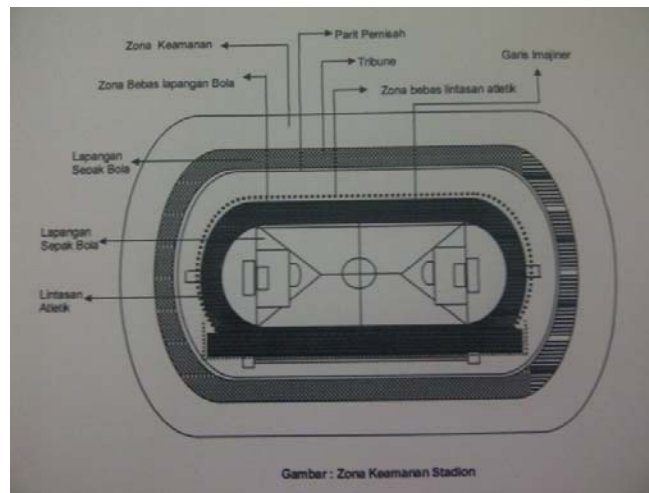 Parit Pemisah
Zona Keamanan
Garis Imajiner
Tribune
Zona Bebas lapangan Bola
Zona bebas lintasan atletik
Lapangan
Sepak Bola
Lapangan
Sepak Bola
Lintasan
Atletik
Gambar : Zona Keamanan Stadion